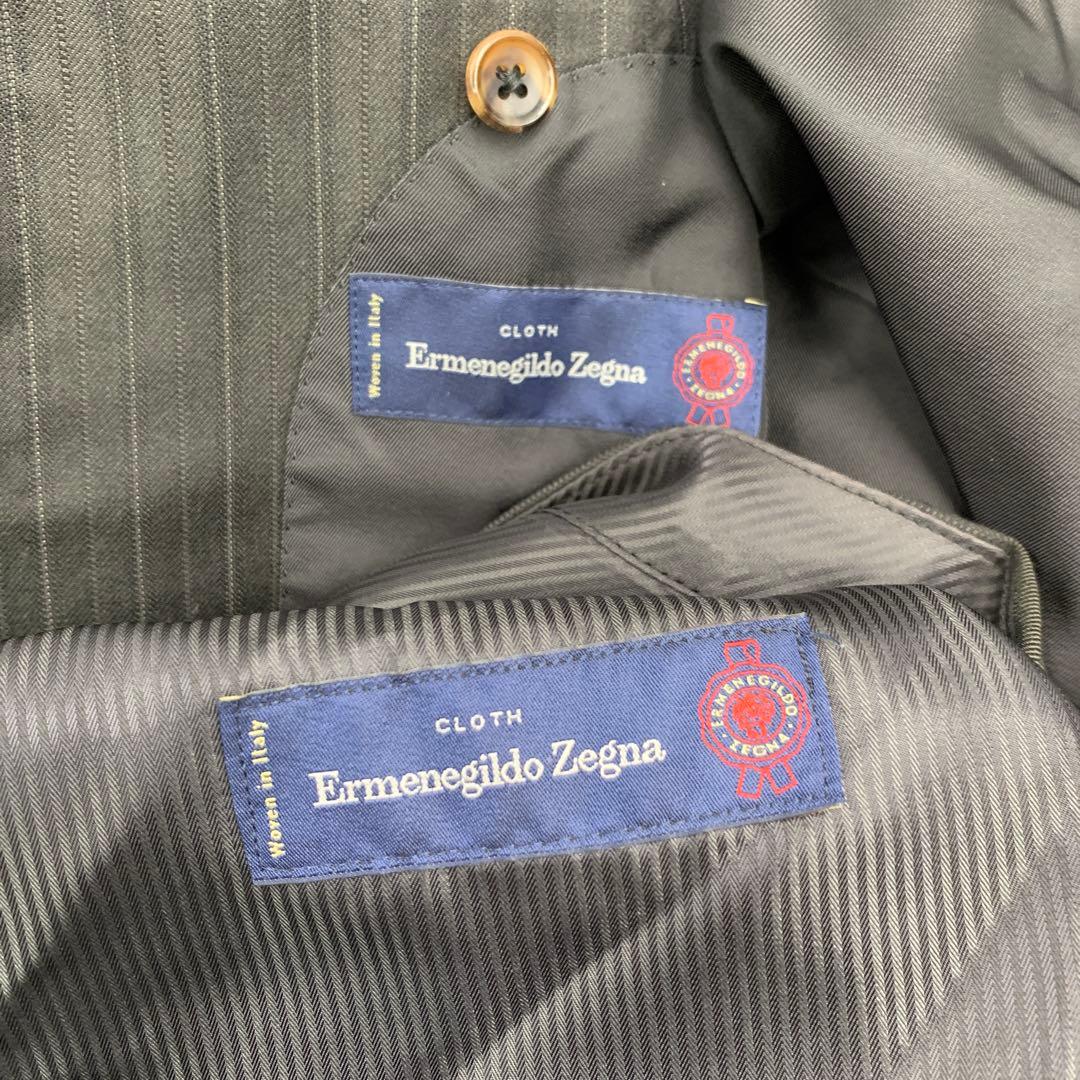 Woven in Italy
CLOTH
Ermenegildo Zegna
ERMENEGILDO
ZEGNA
Woven in Italy
CLOTH
Ermenegildo Zegna
ERMENEGILDO
ZEGNA